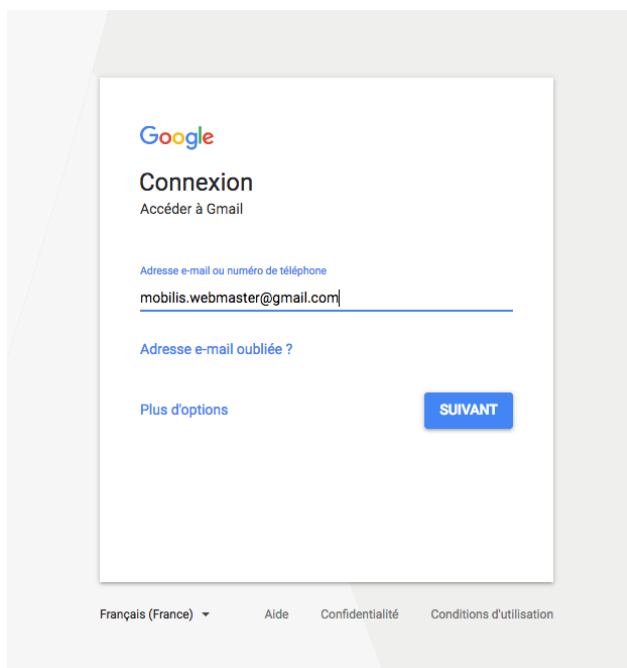 Google
Connexion
Accéder à Gmail
Adresse e-mail ou numéro de téléphone
mobilis.webmaster@gmail.com
Adresse e-mail oubliée ?
Plus d'options SUIVANT
Français (France) Aide Confidentialité Conditions d'utilisation